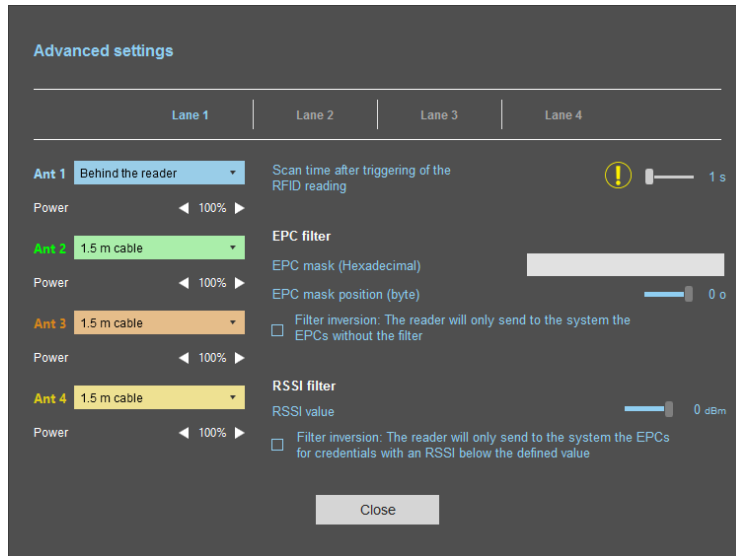 Advanced settings
Lane 1
Lane 2
Lane 3
Lane 4
Ant 1
Behind the reader
Power
100%
Ant 2
1.5 m cable
Power
100%
Ant 3
1.5 m cable
Power
100%
Ant 4
1.5 m cable
Power
100%
Scan time after triggering of the
RFID reading
!
1 s
EPC filter
EPC mask (Hexadecimal)
EPC mask position (byte)
0 o
Filter inversion: The reader will only send to the system the
EPCs without the filter
RSSI filter
RSSI value
0 dBm
Filter inversion: The reader will only send to the system the EPCs
for credentials with an RSSI below the defined value
Close